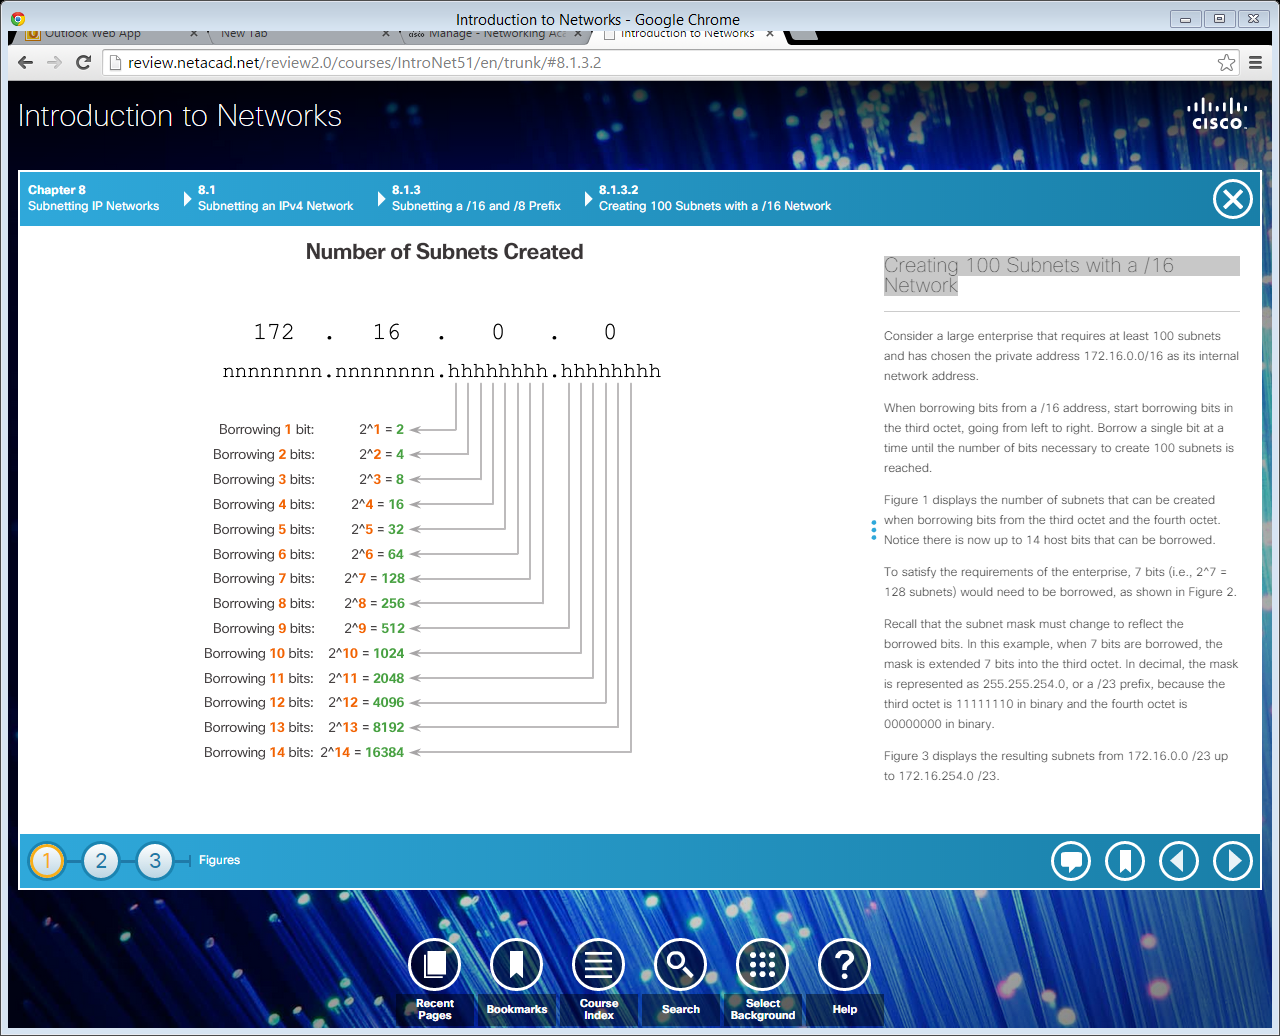 Introduction to Networks - Google Chrome
Outlook Web App
New Tab
Manage - Networking Aca
Introduction to Networks
review.netacad.net/review2.0/courses/IntroNet51/en/trunk/#8.1.3.2
Introduction to Networks
CISCO.
Chapter 8
Subnetting IP Networks
8.1
Subnetting an IPv4 Network
8.1.3
Subnetting a /16 and /8 Prefix
8.1.3.2
Creating 100 Subnets with a /16 Network
Number of Subnets Created
172 . 16 . 0 . 0
nnnnnnnn.nnnnnnnn.hhhhhhhh.hhhhhhhh
Borrowing 1 bit: 2^1 = 2
Borrowing 2 bits: 2^2 = 4
Borrowing 3 bits: 2^3 = 8
Borrowing 4 bits: 2^4 = 16
Borrowing 5 bits: 2^5 = 32
Borrowing 6 bits: 2^6 = 64
Borrowing 7 bits: 2^7 = 128
Borrowing 8 bits: 2^8 = 256
Borrowing 9 bits: 2^9 = 512
Borrowing 10 bits: 2^10 = 1024
Borrowing 11 bits: 2^11 = 2048
Borrowing 12 bits: 2^12 = 4096
Borrowing 13 bits: 2^13 = 8192
Borrowing 14 bits: 2^14 = 16384
Creating 100 Subnets with a /16
Network
Consider a large enterprise that requires at least 100 subnets
and has chosen the private address 172.16.0.0/16 as its internal
network address.
When borrowing bits from a /16 address, start borrowing bits in
the third octet, going from left to right. Borrow a single bit at a
time until the number of bits necessary to create 100 subnets is
reached.
Figure 1 displays the number of subnets that can be created
when borrowing bits from the third octet and the fourth octet.
Notice there is now up to 14 host bits that can be borrowed.
To satisfy the requirements of the enterprise, 7 bits (i.e., 2^7 =
128 subnets) would need to be borrowed, as shown in Figure 2.
Recall that the subnet mask must change to reflect the
borrowed bits. In this example, when 7 bits are borrowed, the
mask is extended 7 bits into the third octet. In decimal, the mask
is represented as 255.255.254.0, or a /23 prefix, because the
third octet is 11111110 in binary and the fourth octet is
00000000 in binary.
Figure 3 displays the resulting subnets from 172.16.0.0 /23 up
to 172.16.254.0 /23.
1 2 3 Figures
Recent
Pages
Bookmarks
Course
Index
Search
Select
Background
?
Help